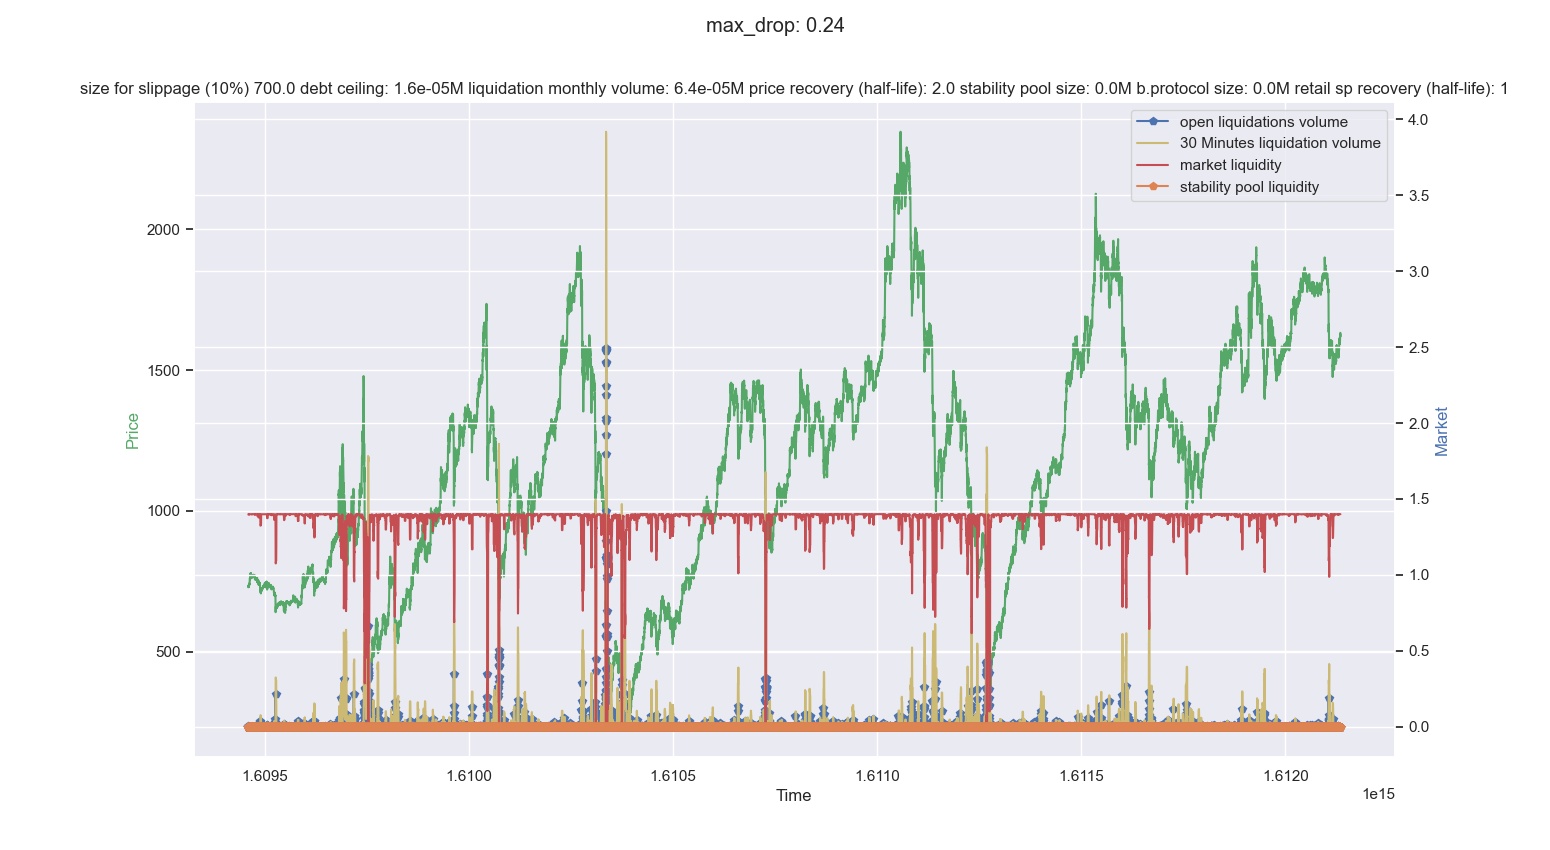 max_drop: 0.24
size for slippage (10%) 700.0 debt ceiling: 1.6e-05M liquidation monthly volume: 6.4e-05M price recovery (half-life): 2.0 stability pool size: 0.0M b.protocol size: 0.0M retail sp recovery (half-life): 1
open liquidations volume
30 Minutes liquidation volume
market liquidity
stability pool liquidity
2000
1500
1000
500
Price
4.0
3.5
3.0
2.5
2.0
1.5
1.0
0.5
0.0
Market
1.6095
1.6100
1.6105
1.6110
1.6115
1.6120
Time
1e15